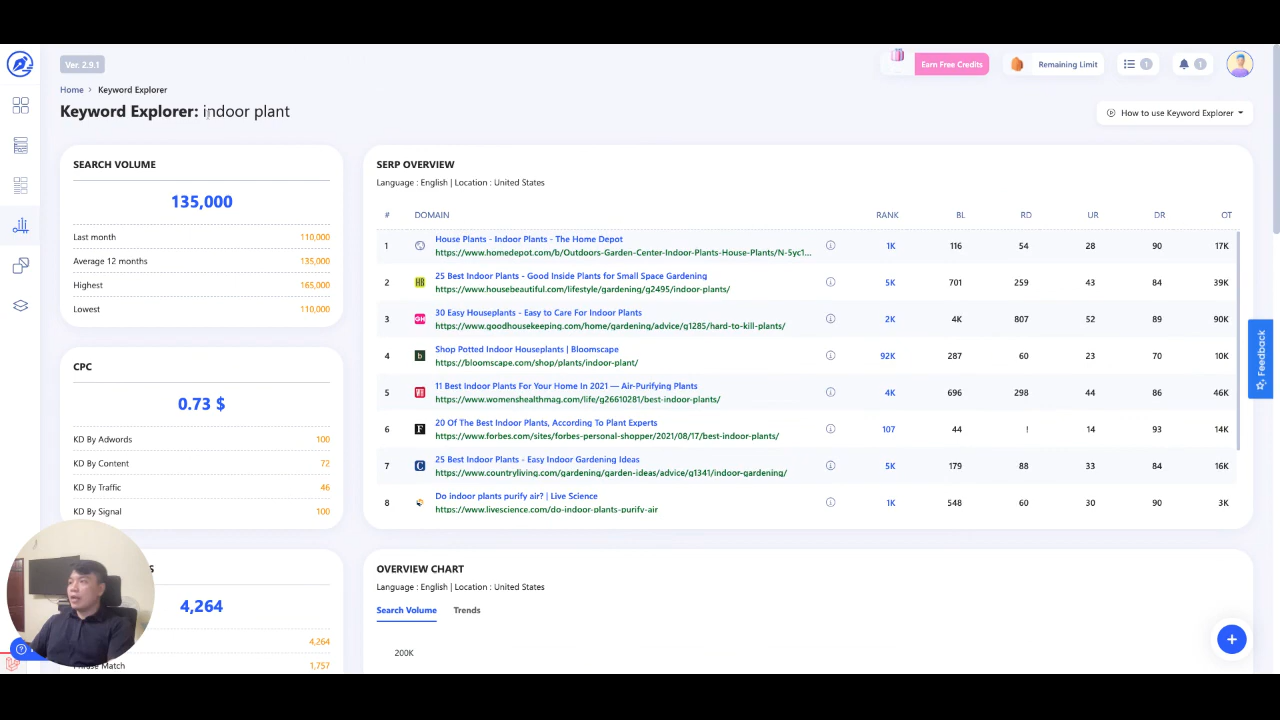 Ver. 2.9.1
Earn Free Credits
Remaining Limit
1
1
Home > Keyword Explorer
Keyword Explorer: indoor plant
How to use Keyword Explorer
SEARCH VOLUME
135,000
Last month 110,000
Average 12 months 135,000
Highest 165,000
Lowest 110,000
CPC
0.73 $
KD By Adwords 100
KD By Content 72
KD By Traffic 46
KD By Signal 100
S
4,264
4,264
Phrase Match 1,757
SERP OVERVIEW
Language : English | Location : United States
# DOMAIN RANK BL RD UR DR OT
1 House Plants - Indoor Plants - The Home Depot 1K 116 54 28 90 17K
https://www.homedepot.com/b/Outdoors-Garden-Center-Indoor-Plants-House-Plants/N-5yc1...
2 25 Best Indoor Plants - Good Inside Plants for Small Space Gardening 5K 701 259 43 84 39K
https://www.housebeautiful.com/lifestyle/gardening/g2495/indoor-plants/
3 30 Easy Houseplants - Easy to Care For Indoor Plants 2K 4K 807 52 89 90K
https://www.goodhousekeeping.com/home/gardening/advice/g1285/hard-to-kill-plants/
4 Shop Potted Indoor Houseplants | Bloomscape 92K 287 60 23 70 10K
https://bloomscape.com/shop/plants/indoor-plant/
5 11 Best Indoor Plants For Your Home In 2021 — Air-Purifying Plants 4K 696 298 44 86 46K
https://www.womenshealthmag.com/life/g26610281/best-indoor-plants/
6 20 Of The Best Indoor Plants, According To Plant Experts 107 44 ! 14 93 14K
https://www.forbes.com/sites/forbes-personal-shopper/2021/08/17/best-indoor-plants/
7 25 Best Indoor Plants - Easy Indoor Gardening Ideas 5K 179 88 33 84 16K
https://www.countryliving.com/gardening/garden-ideas/advice/g1341/indoor-gardening/
8 Do indoor plants purify air? | Live Science 1K 548 60 30 90 3K
https://www.livescience.com/do-indoor-plants-purify-air
OVERVIEW CHART
Language : English | Location : United States
Search Volume Trends
200K
Feedback